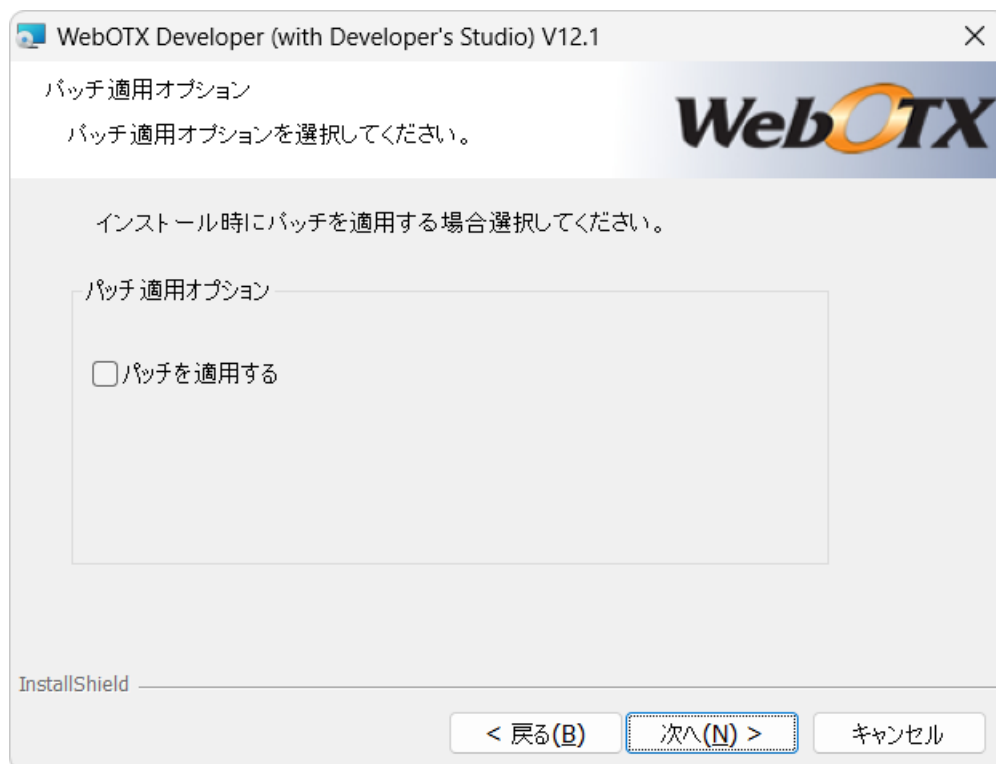 WebOTX Developer (with Developer's Studio) V12.1
パッチ適用オプション
パッチ適用オプションを選択してください。
WebOTX
インストール時にパッチを適用する場合選択してください。
パッチ適用オプション
パッチを適用する
InstallShield
< 戻る(B)
次へ(N) >
キャンセル